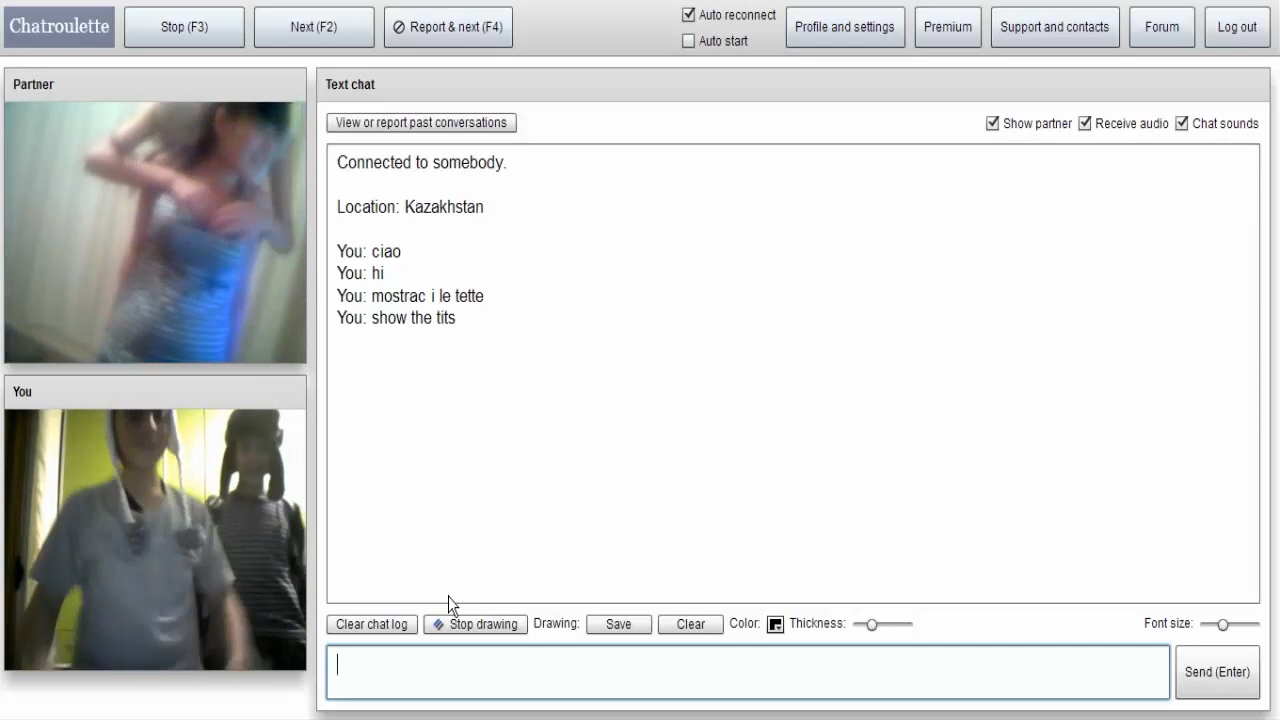 Chatroulette
Stop (F3)
Next (F2)
Report & next (F4)
Auto reconnect
Auto start
Profile and settings
Premium
Support and contacts
Forum
Log out
Partner
Text chat
View or report past conversations
Show partner
Receive audio
Chat sounds
Connected to somebody.
Location: Kazakhstan
You: ciao
You: hi
You: mostrac i le tette
You: show the tits
You
Clear chat log
Stop drawing
Drawing:
Save
Clear
Color:
Thickness:
Font size:
Send (Enter)